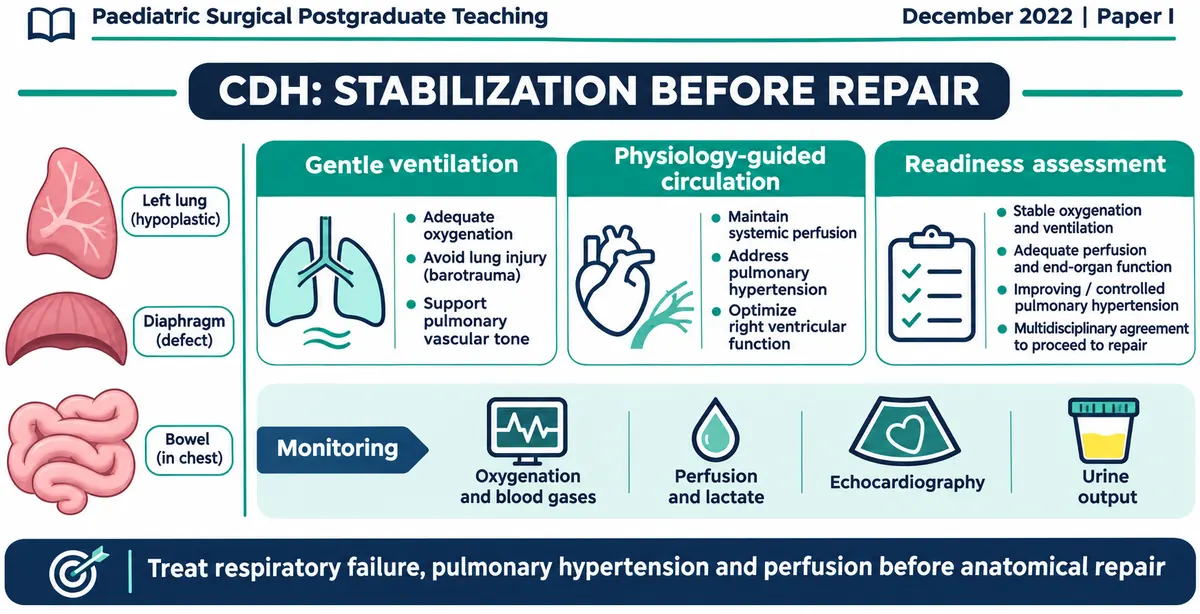 Paediatric Surgical Postgraduate Teaching
December 2022 | Paper I
CDH: STABILIZATION BEFORE REPAIR
Left lung
(hypoplastic)
Diaphragm
(defect)
Bowel
(in chest)
Gentle ventilation
Adequate
oxygenation
Avoid lung injury
(barotrauma)
Support
pulmonary
vascular tone
Physiology-guided
circulation
Maintain
systemic perfusion
Address
pulmonary
hypertension
Optimize
right ventricular
function
Readiness assessment
Stable oxygenation
and ventilation
Adequate perfusion
and end-organ function
Improving / controlled
pulmonary hypertension
Multidisciplinary agreement
to proceed to repair
Monitoring
Oxygenation
and blood gases
Perfusion
and lactate
Echocardiography
Urine
output
Treat respiratory failure, pulmonary hypertension and perfusion before anatomical repair